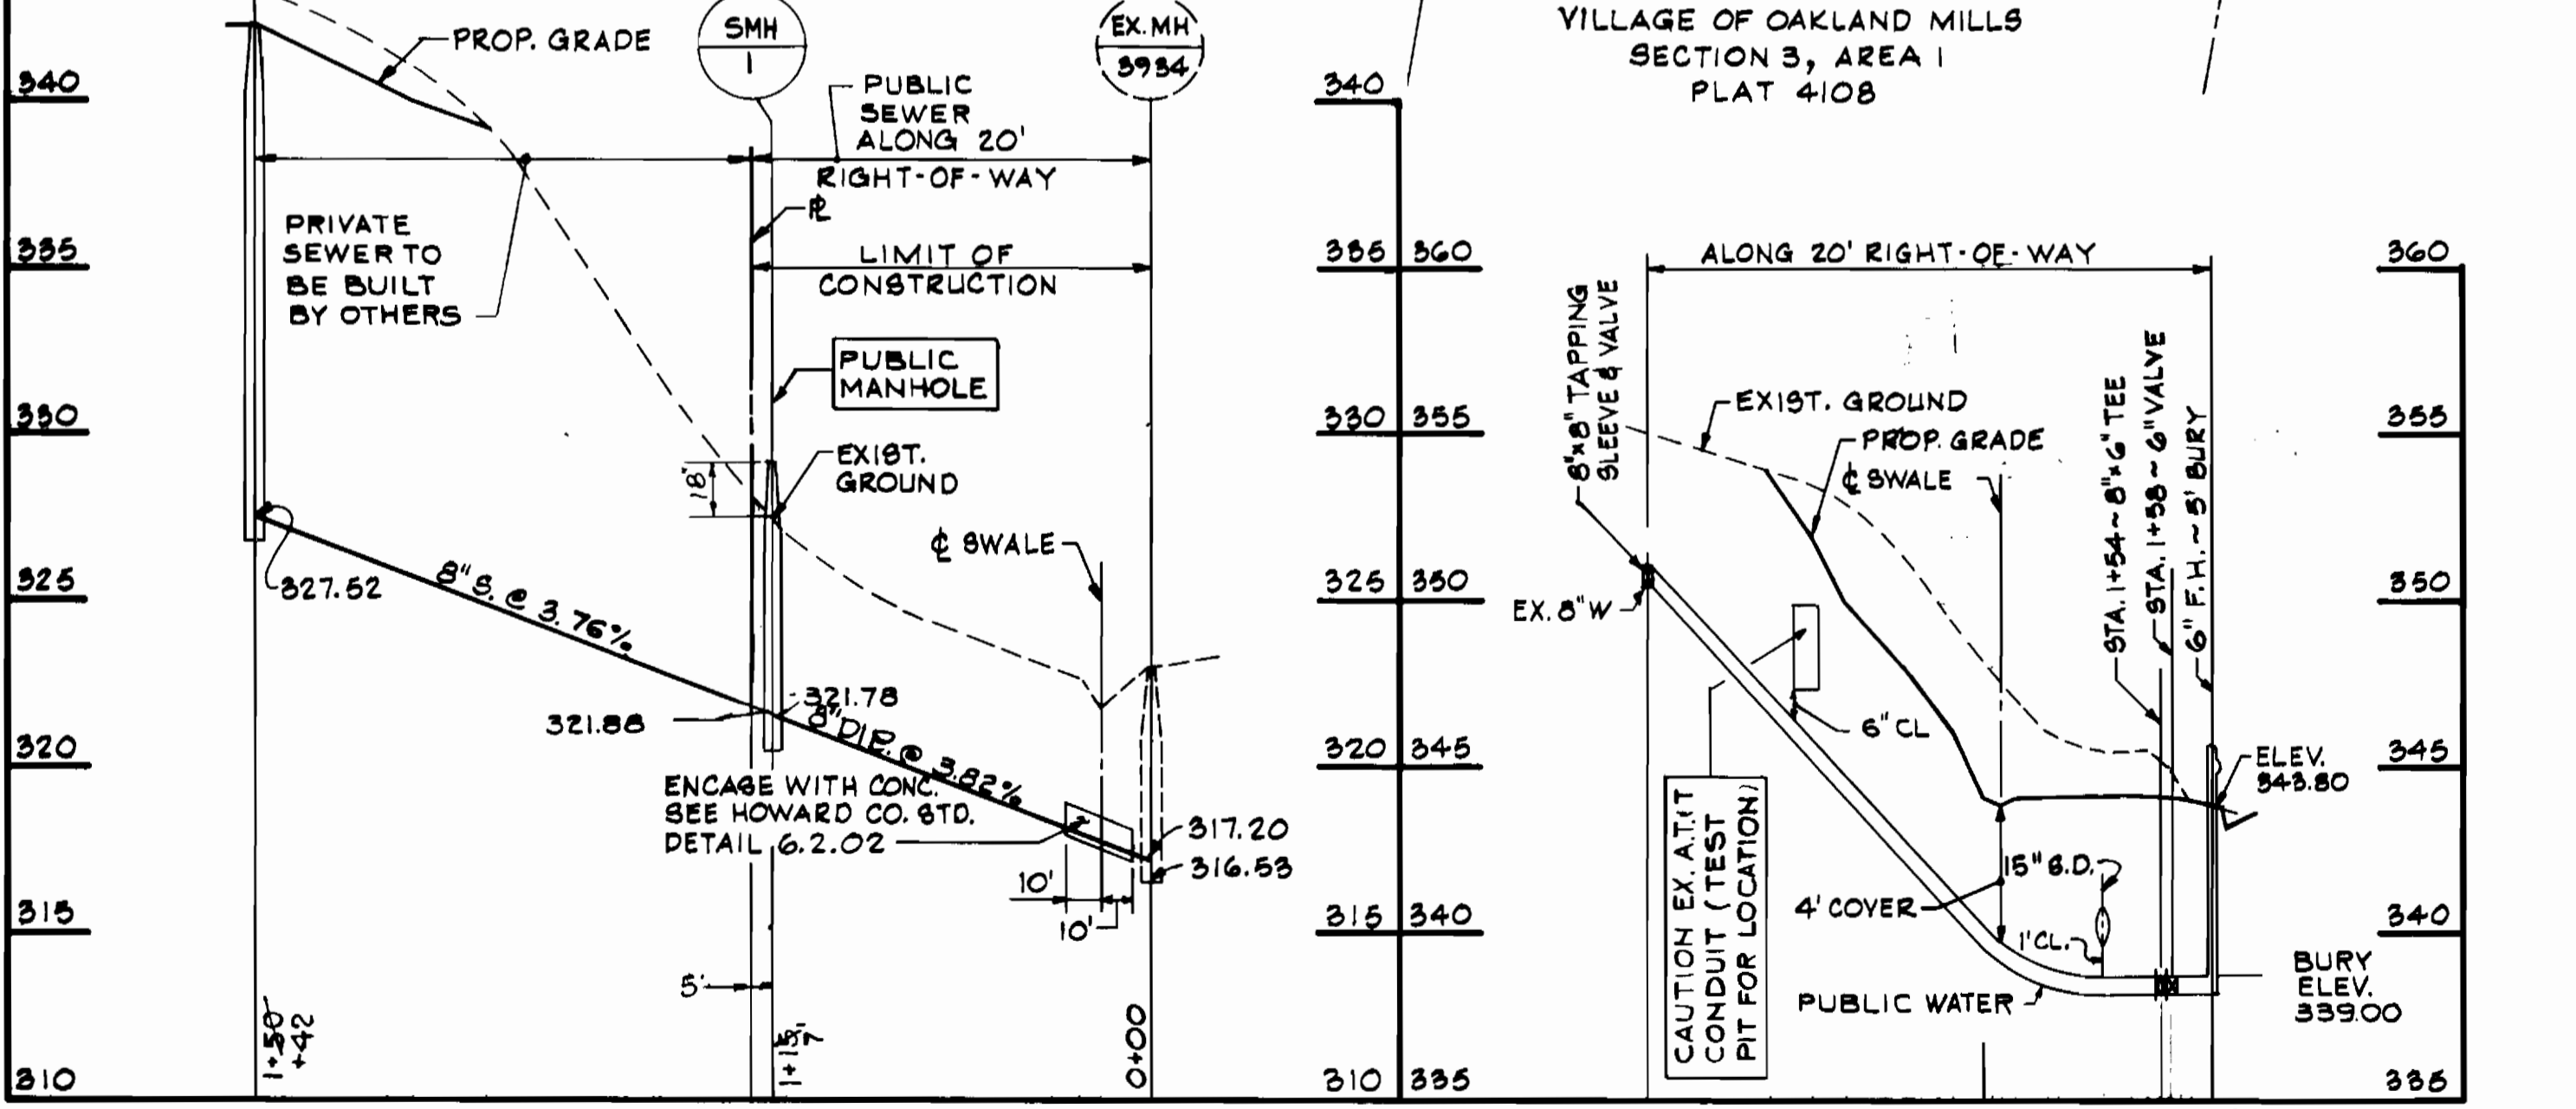 PROP. GRADE
SMH
1
EX. MH
3934
VILLAGE OF OAKLAND MILLS
SECTION 3, AREA 1
PLAT 4108
340
335
330
325
320
315
310
PUBLIC
SEWER
ALONG 20'
RIGHT-OF-WAY
PRIVATE
SEWER TO
BE BUILT
BY OTHERS
LIMIT OF
CONSTRUCTION
PUBLIC
MANHOLE
18"
EXIST.
GROUND
℄ SWALE
327.52
8" S. @ 3.76%
321.88
321.78
8" D.I.P. @ 3.82%
ENCASE WITH CONC.
SEE HOWARD CO. STD.
DETAIL 6.2.02
317.20
316.53
10'
10'
5'
1+50
+42
1+15
7
0+00
340
335 360
330 355
325 350
320 345
315 340
310 335
ALONG 20' RIGHT-OF-WAY
8"x8" TAPPING
SLEEVE & VALVE
EXIST. GROUND
PROP. GRADE
℄ SWALE
STA. 1+54~8"x6" TEE
STA. 1+58~6" VALVE
6" F.H.~5' BURY
EX. 8" W
6" CL
CAUTION EX. A.T.&T
CONDUIT (TEST
PIT FOR LOCATION)
4' COVER
15" S.D.
1' CL.
PUBLIC WATER
ELEV.
343.80
BURY
ELEV.
339.00
360
355
350
345
340
335